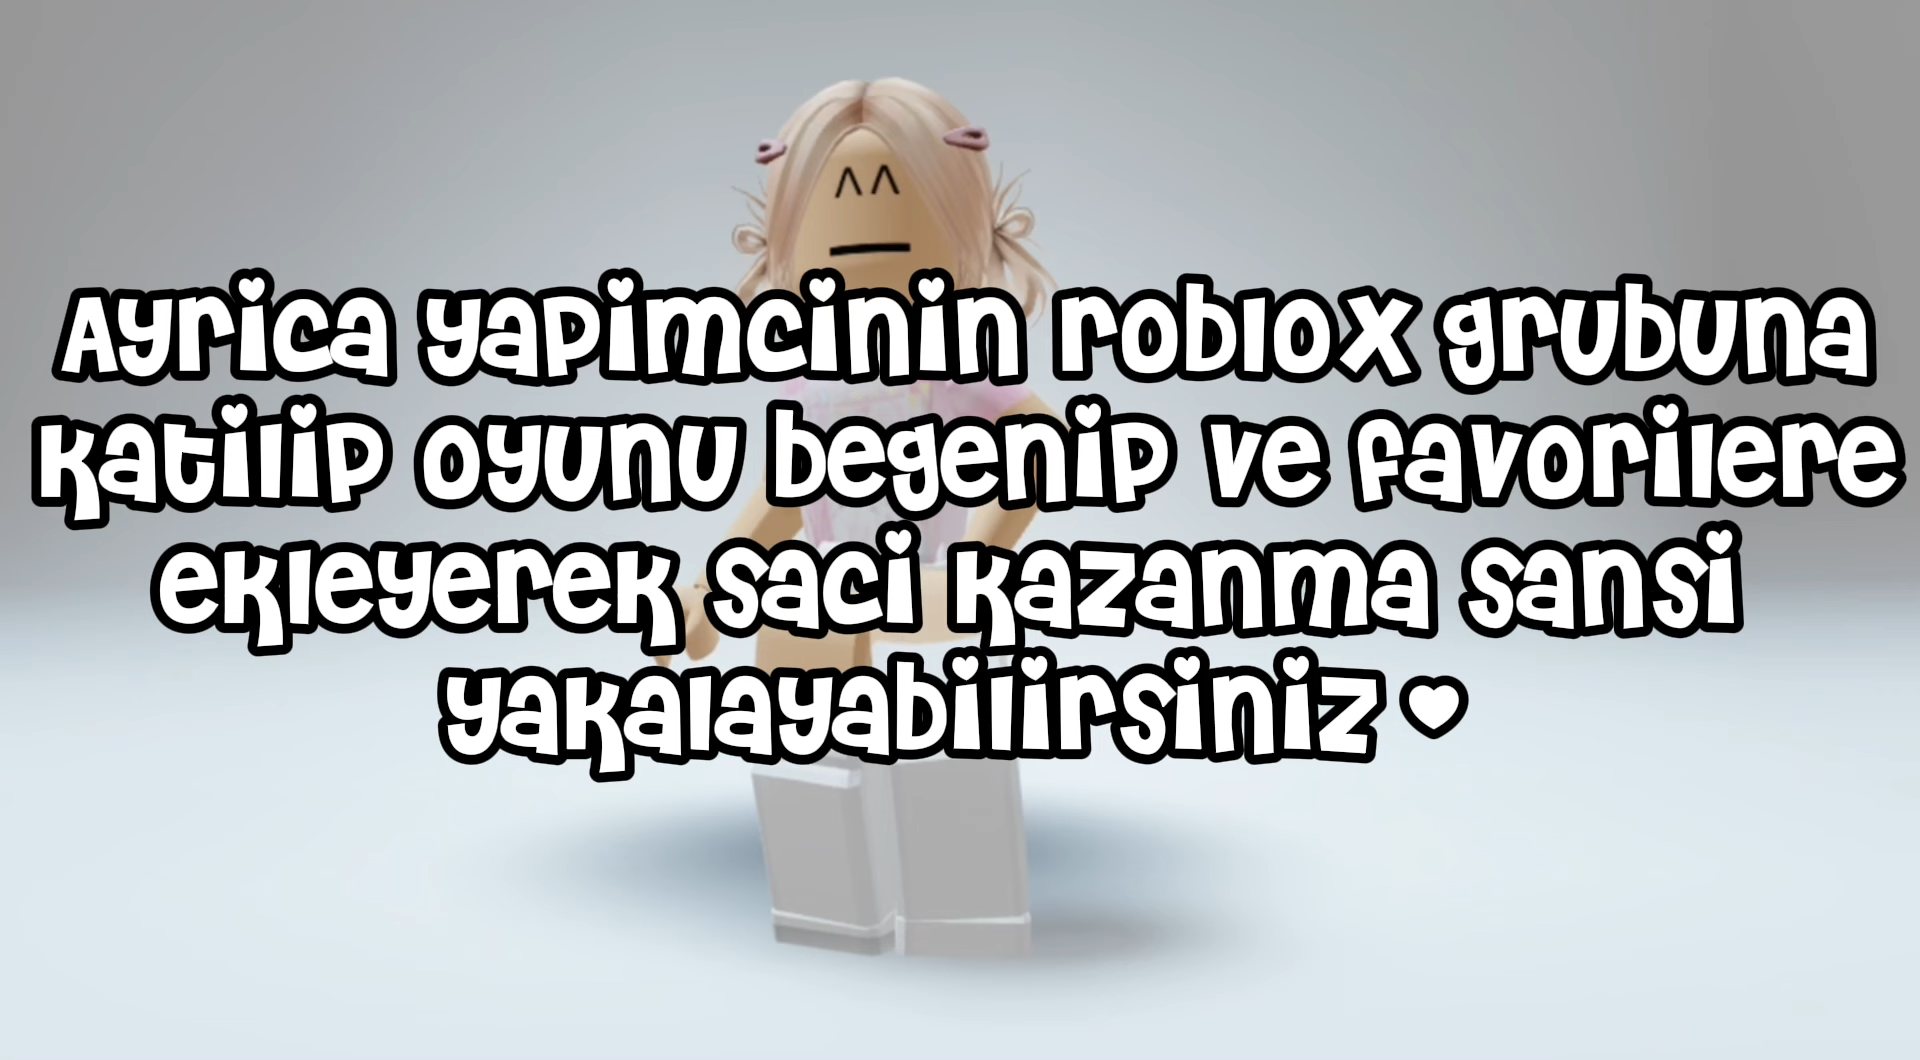 Ayrica yapimcinin roblox grubuna
katilip oyunu begenip ve favorilere
ekleyerek saci kazanma sansi
yakalayabilirsiniz ♥